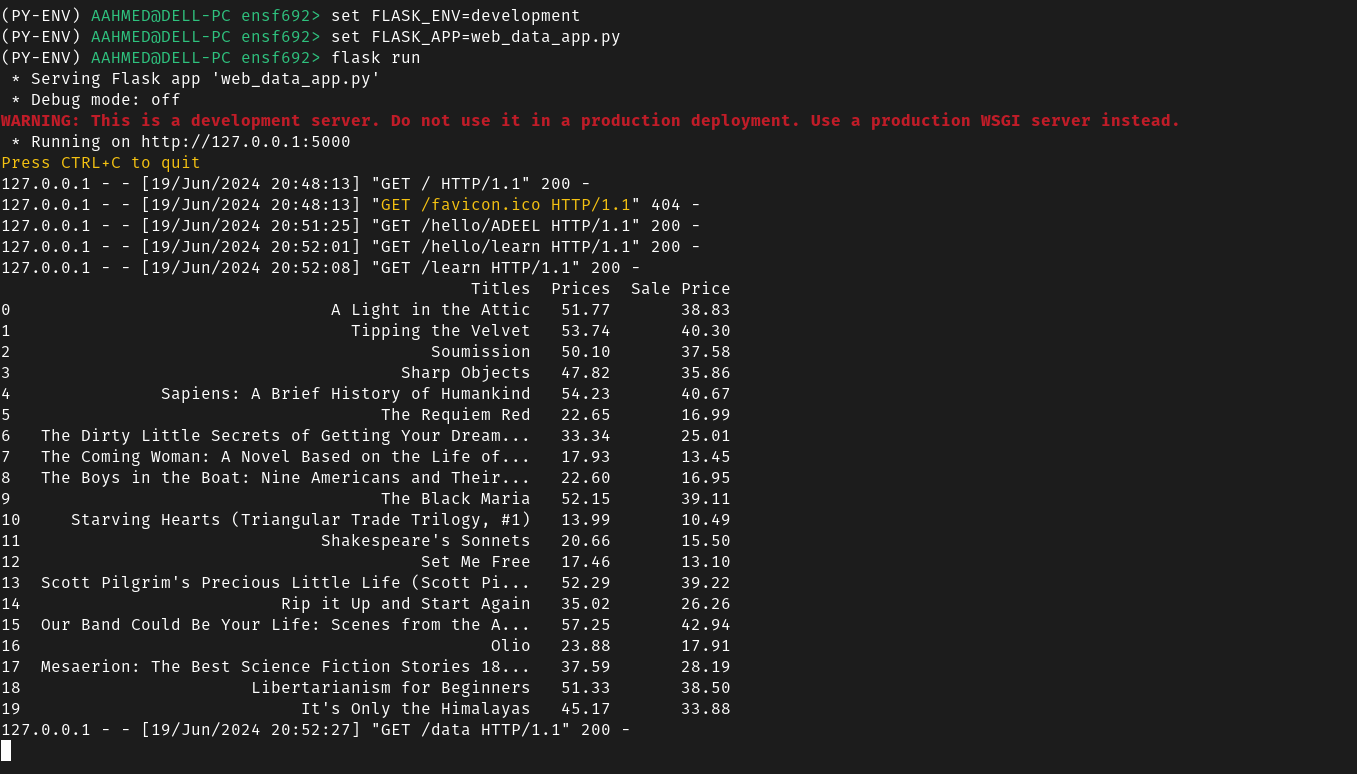 (PY-ENV) AAHMED@DELL-PC ensf692> set FLASK_ENV=development
(PY-ENV) AAHMED@DELL-PC ensf692> set FLASK_APP=web_data_app.py
(PY-ENV) AAHMED@DELL-PC ensf692> flask run
 * Serving Flask app 'web_data_app.py'
 * Debug mode: off
WARNING: This is a development server. Do not use it in a production deployment. Use a production WSGI server instead.
 * Running on http://127.0.0.1:5000
Press CTRL+C to quit
127.0.0.1 - - [19/Jun/2024 20:48:13] "GET / HTTP/1.1" 200 -
127.0.0.1 - - [19/Jun/2024 20:48:13] "GET /favicon.ico HTTP/1.1" 404 -
127.0.0.1 - - [19/Jun/2024 20:51:25] "GET /hello/ADEEL HTTP/1.1" 200 -
127.0.0.1 - - [19/Jun/2024 20:52:01] "GET /hello/learn HTTP/1.1" 200 -
127.0.0.1 - - [19/Jun/2024 20:52:08] "GET /learn HTTP/1.1" 200 -
                                               Titles  Prices  Sale Price
0                                A Light in the Attic   51.77       38.83
1                                  Tipping the Velvet   53.74       40.30
2                                          Soumission   50.10       37.58
3                                       Sharp Objects   47.82       35.86
4               Sapiens: A Brief History of Humankind   54.23       40.67
5                                     The Requiem Red   22.65       16.99
6   The Dirty Little Secrets of Getting Your Dream...   33.34       25.01
7   The Coming Woman: A Novel Based on the Life of...   17.93       13.45
8   The Boys in the Boat: Nine Americans and Their...   22.60       16.95
9                                     The Black Maria   52.15       39.11
10     Starving Hearts (Triangular Trade Trilogy, #1)   13.99       10.49
11                              Shakespeare's Sonnets   20.66       15.50
12                                        Set Me Free   17.46       13.10
13  Scott Pilgrim's Precious Little Life (Scott Pi...   52.29       39.22
14                          Rip it Up and Start Again   35.02       26.26
15  Our Band Could Be Your Life: Scenes from the A...   57.25       42.94
16                                               Olio   23.88       17.91
17  Mesaerion: The Best Science Fiction Stories 18...   37.59       28.19
18                       Libertarianism for Beginners   51.33       38.50
19                            It's Only the Himalayas   45.17       33.88
127.0.0.1 - - [19/Jun/2024 20:52:27] "GET /data HTTP/1.1" 200 -